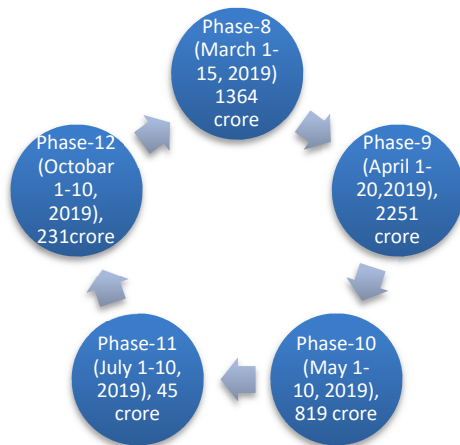 Phase-8
(March 1-
15, 2019)
1364
crore
Phase-9
(April 1-
20,2019),
2251
crore
Phase-10
(May 1-
10, 2019),
819 crore
Phase-11
(July 1-10,
2019), 45
crore
Phase-12
(Octobar
1-10,
2019),
231crore